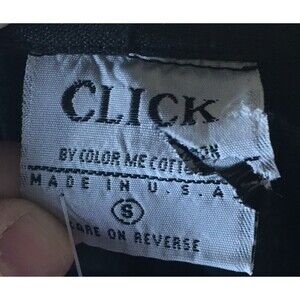 CLICK
BY COLOR ME COTTON
MADE IN U.S.A
S
CARE ON REVERSE